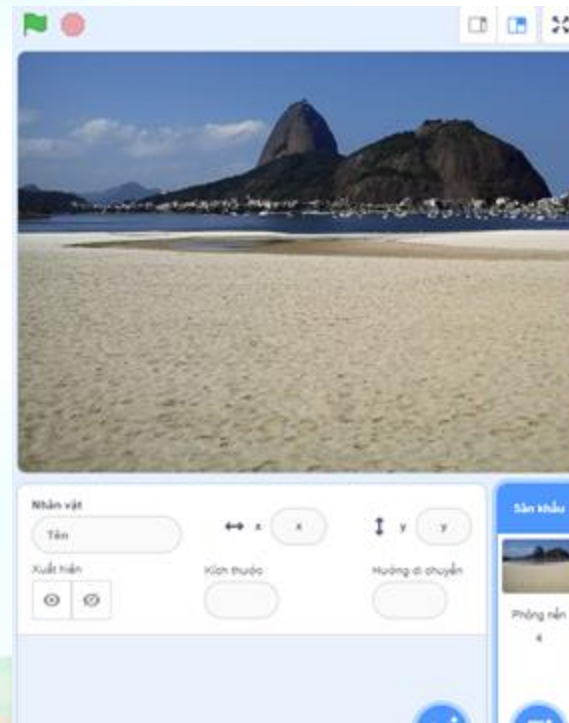 Nhân vật
Tên
x x
y y
Xuất hiện
Kích thước
Hướng di chuyển
Sân khấu
Phông nền
4